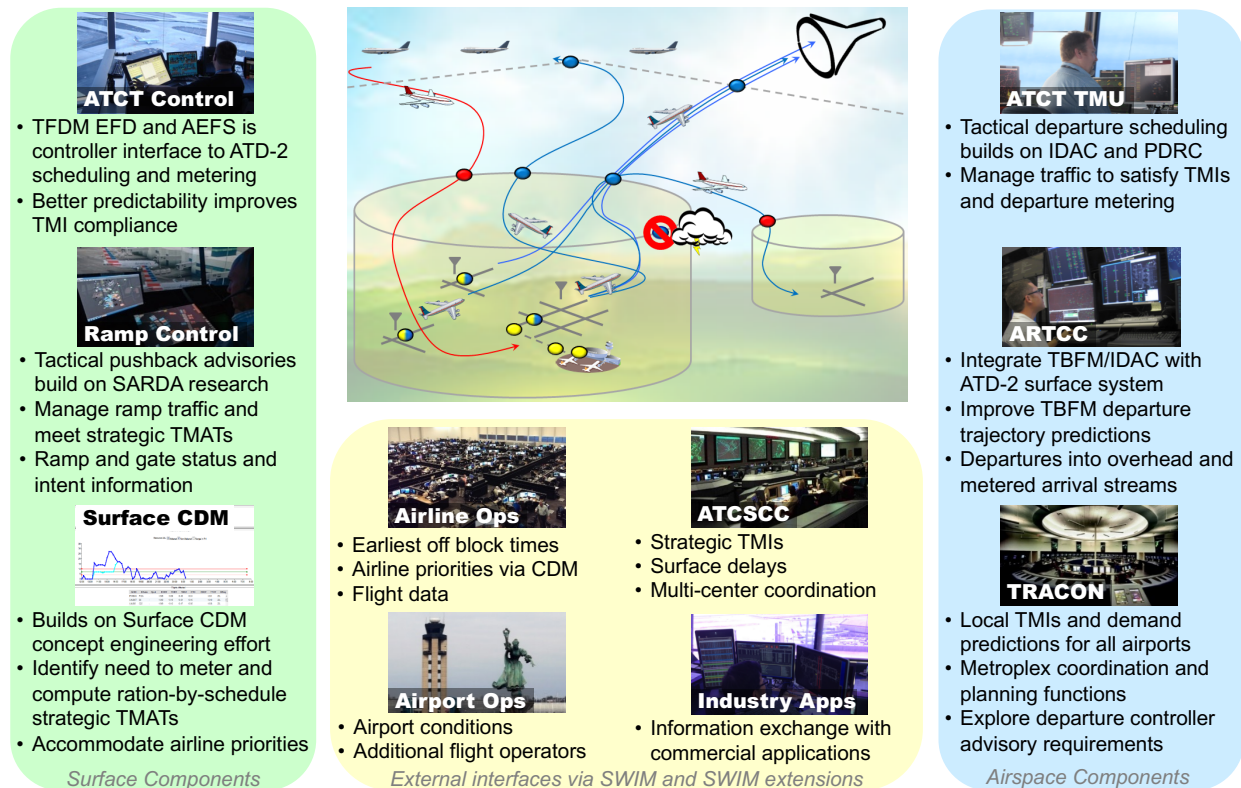 ATCT Control
• TFDM EFD and AEFS is
controller interface to ATD-2
scheduling and metering
• Better predictability improves
TMI compliance
Ramp Control
• Tactical pushback advisories
build on SARDA research
• Manage ramp traffic and
meet strategic TMATs
• Ramp and gate status and
intent information
Surface CDM
• Builds on Surface CDM
concept engineering effort
• Identify need to meter and
compute ration-by-schedule
strategic TMATs
• Accommodate airline priorities
Surface Components
Airline Ops
• Earliest off block times
• Airline priorities via CDM
• Flight data
ATCSCC
• Strategic TMIs
• Surface delays
• Multi-center coordination
Airport Ops
• Airport conditions
• Additional flight operators
Industry Apps
• Information exchange with
commercial applications
External interfaces via SWIM and SWIM extensions
ATCT TMU
• Tactical departure scheduling
builds on IDAC and PDRC
• Manage traffic to satisfy TMIs
and departure metering
ARTCC
• Integrate TBFM/IDAC with
ATD-2 surface system
• Improve TBFM departure
trajectory predictions
• Departures into overhead and
metered arrival streams
TRACON
• Local TMIs and demand
predictions for all airports
• Metroplex coordination and
planning functions
• Explore departure controller
advisory requirements
Airspace Components